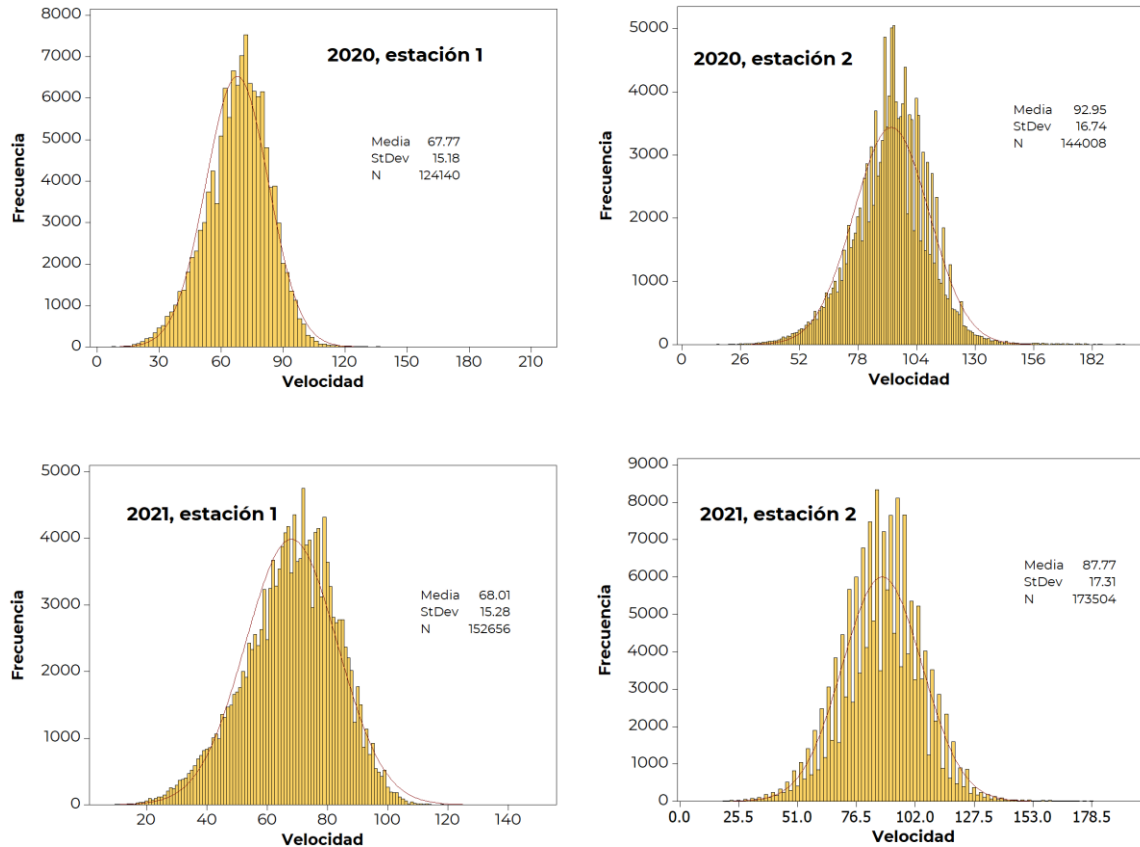 2020, estación 1
Frecuencia
8000
7000
6000
5000
4000
3000
2000
1000
0
Media 67.77
StDev 15.18
N 124140
0 30 60 90 120 150 180 210
Velocidad
2020, estación 2
Frecuencia
5000
4000
3000
2000
1000
0
Media 92.95
StDev 16.74
N 144008
0 26 52 78 104 130 156 182
Velocidad
2021, estación 1
Frecuencia
5000
4000
3000
2000
1000
0
Media 68.01
StDev 15.28
N 152656
20 40 60 80 100 120 140
Velocidad
2021, estación 2
Frecuencia
9000
8000
7000
6000
5000
4000
3000
2000
1000
0
Media 87.77
StDev 17.31
N 173504
0.0 25.5 51.0 76.5 102.0 127.5 153.0 178.5
Velocidad